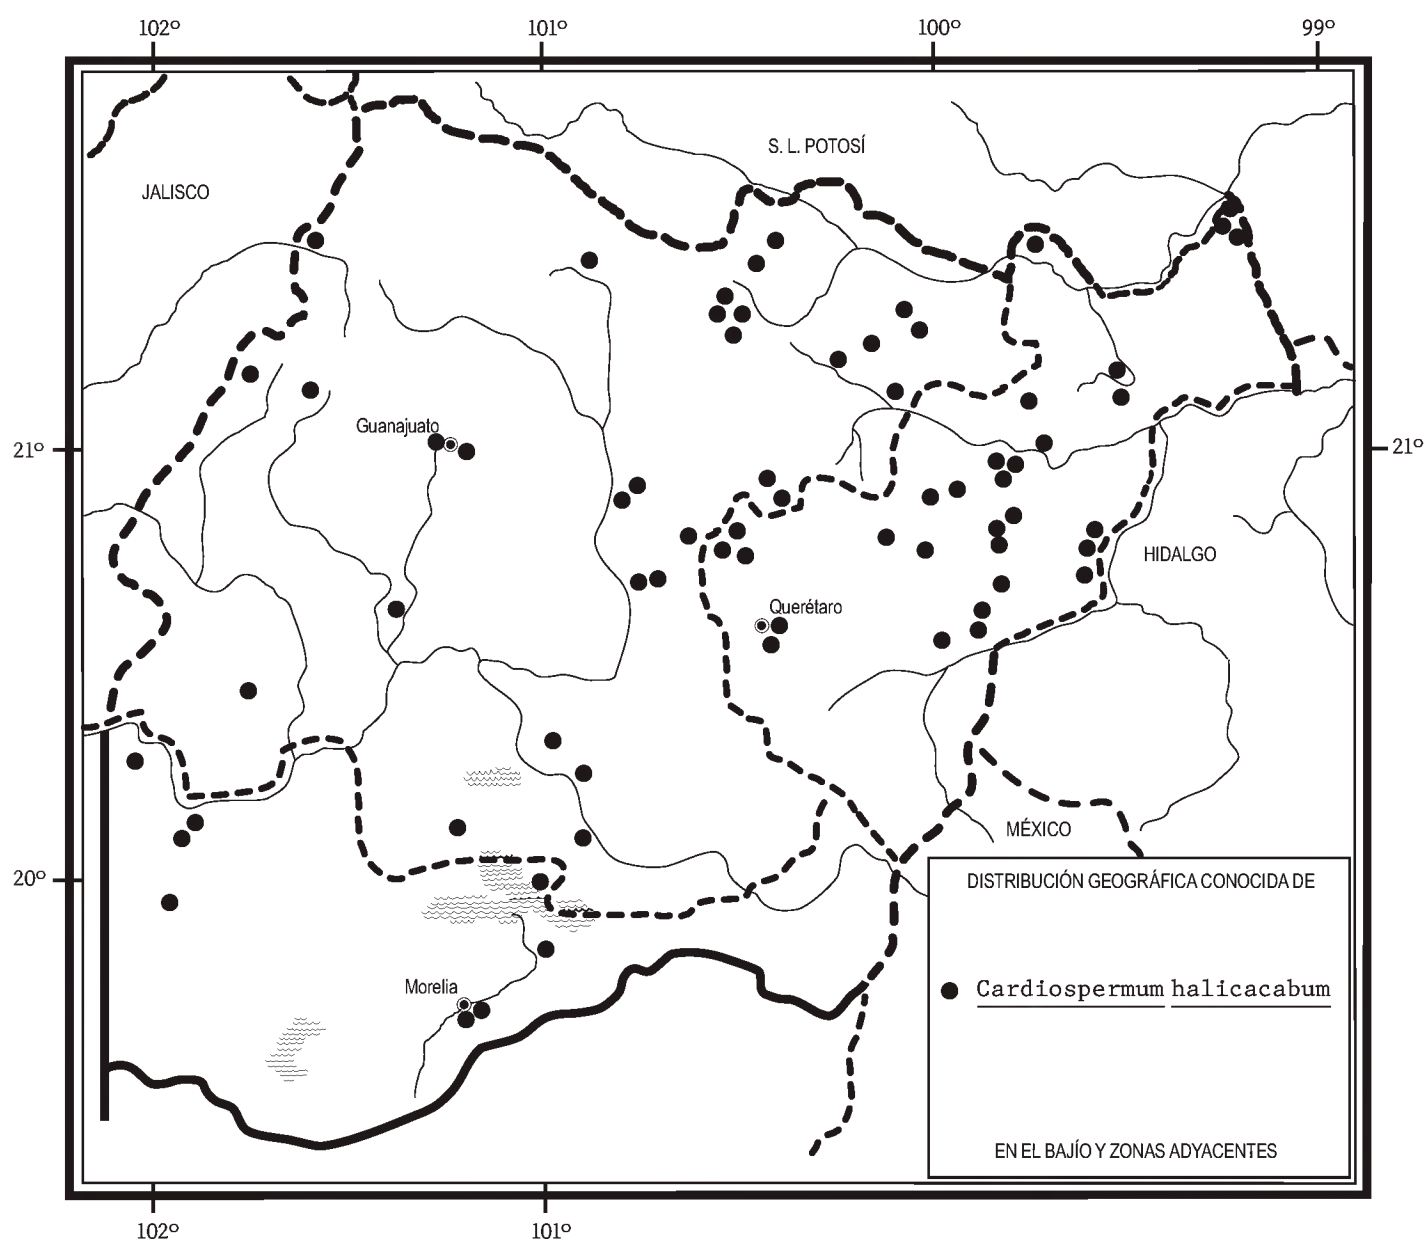 102º 101º 100º 99º
S. L. POTOSÍ
JALISCO
Guanajuato
21º 21º
HIDALGO
Querétaro
MÉXICO
20º
DISTRIBUCIÓN GEOGRÁFICA CONOCIDA DE
Morelia
Cardiospermum halicacabum
EN EL BAJÍO Y ZONAS ADYACENTES
102º 101º